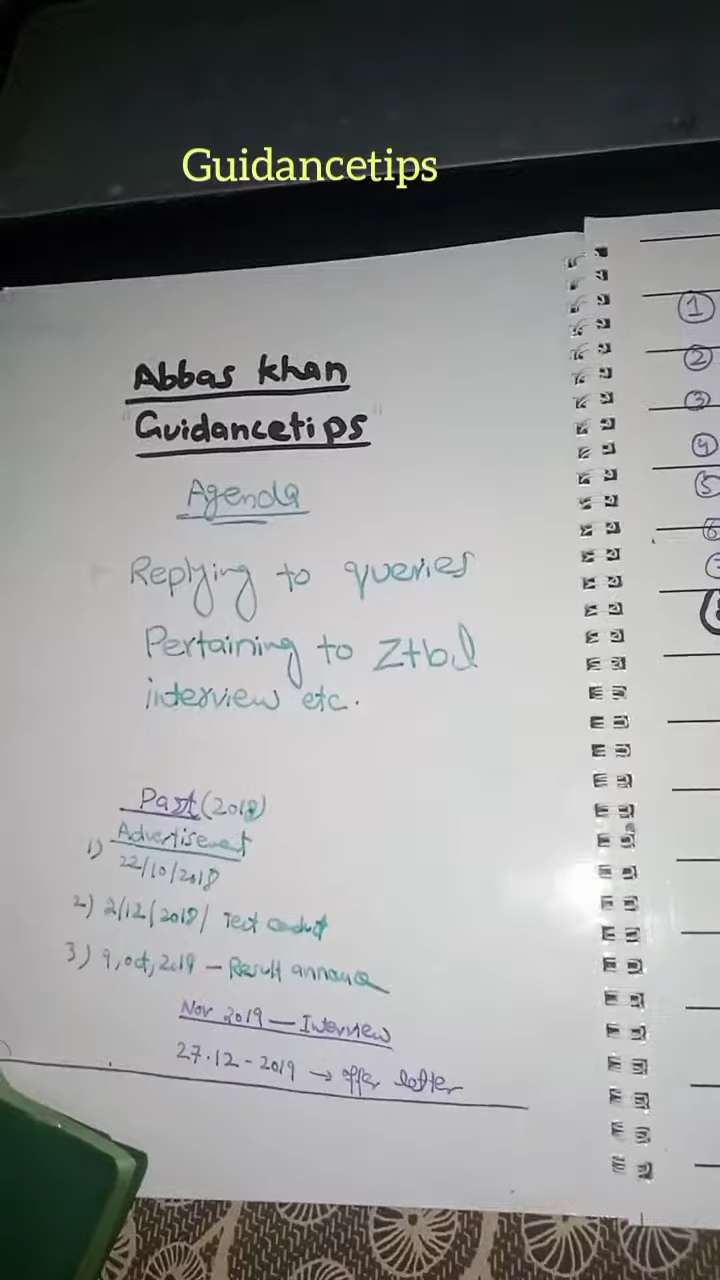 Guidancetips
Abbas khan
"Guidancetips"
Agenda
Replying to queries
Pertaining to Ztbl
interview etc.
Past (2018)
Advertisement
1) 22/10/2018
2) 2/12/2018/ Test conduct
3) 9, oct, 2019 - Result announce
Nov 2019 - Interview
27.12-2019 → offer letter
1
2
3
4
5
6